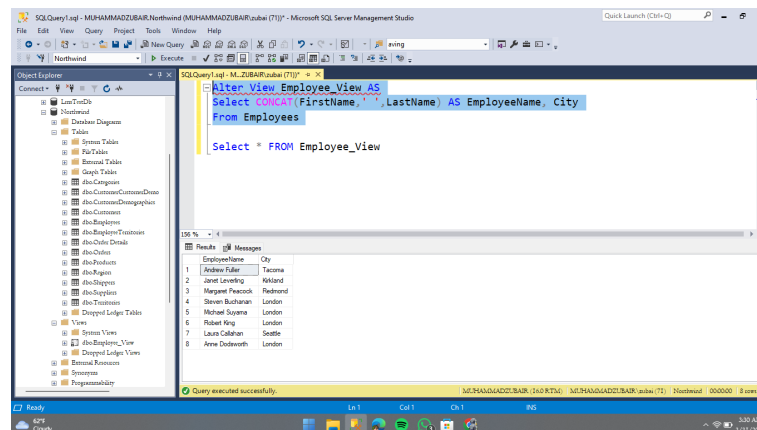 SQLQuery1.sql - MUHAMMADZUBAIR.Northwind (MUHAMMADZUBAIR\zubai (71))* - Microsoft SQL Server Management Studio
Quick Launch (Ctrl+Q)
File Edit View Query Project Tools Window Help
New Query
aving
Northwind
Execute
Object Explorer
SQLQuery1.sql - M...ZUBAIR\zubai (71))*
Connect
Northwind
Database Diagrams
Tables
System Tables
FileTables
External Tables
Graph Tables
dbo.Categories
dbo.CustomerCustomerDemo
dbo.CustomerDemographics
dbo.Customers
dbo.Employees
dbo.EmployeeTerritories
dbo.Order Details
dbo.Orders
dbo.Products
dbo.Region
dbo.Shippers
dbo.Suppliers
dbo.Territories
Dropped Ledger Tables
Views
System Views
dbo.Employee_View
Dropped Ledger Views
External Resources
Synonyms
Programmability
Alter View Employee_View AS
Select CONCAT(FirstName,' ',LastName) AS EmployeeName, City
From Employees
Select * FROM Employee_View
156 %
Results Messages
EmployeeName City
1 Andrew Fuller Tacoma
2 Janet Leverling Kirkland
3 Margaret Peacock Redmond
4 Steven Buchanan London
5 Michael Suyama London
6 Robert King London
7 Laura Callahan Seattle
8 Anne Dodsworth London
Query executed successfully.
MUHAMMADZUBAIR (16.0 RTM) MUHAMMADZUBAIR\zubai (71) Northwind 00:00:00 8 rows
Ready Ln 1 Col 1 Ch 1 INS
62°F
Cloudy
3:30 A